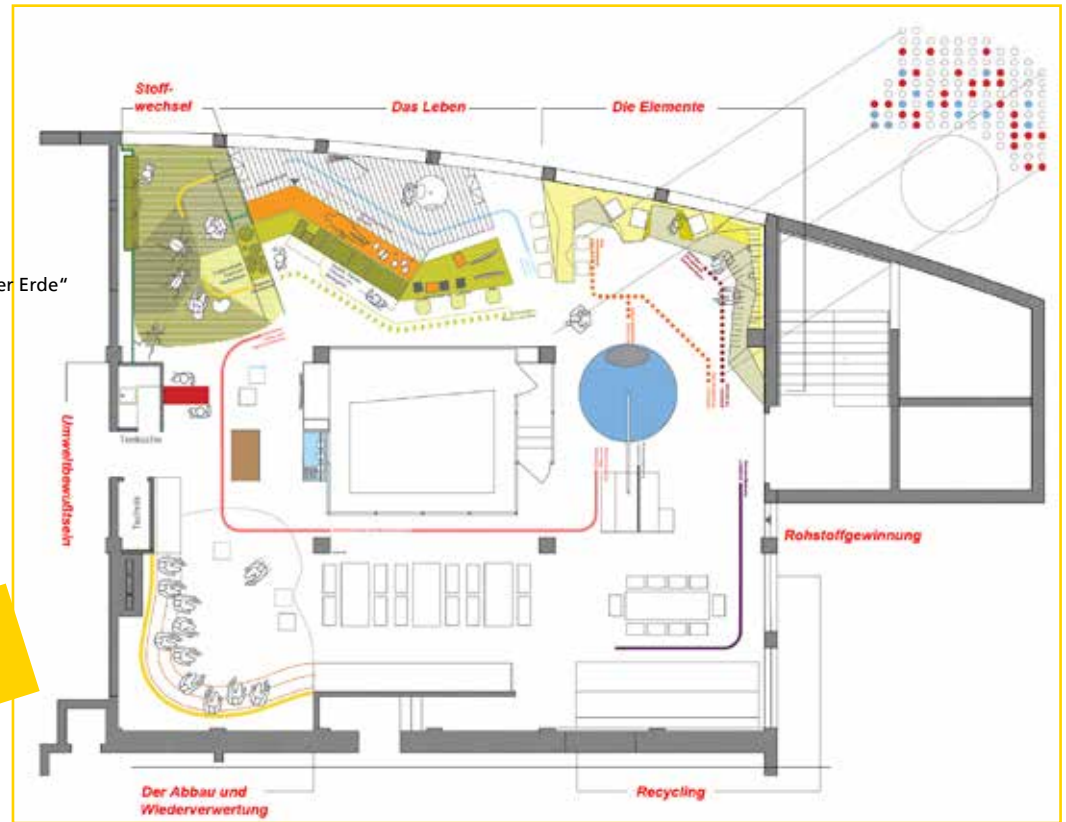 Stoff-
wechsel
Das Leben
Die Elemente
er Erde“
Umweltbewußtsein
Teeküche
Technik
Rohstoffgewinnung
Der Abbau und
Wiederverwertung
Recycling